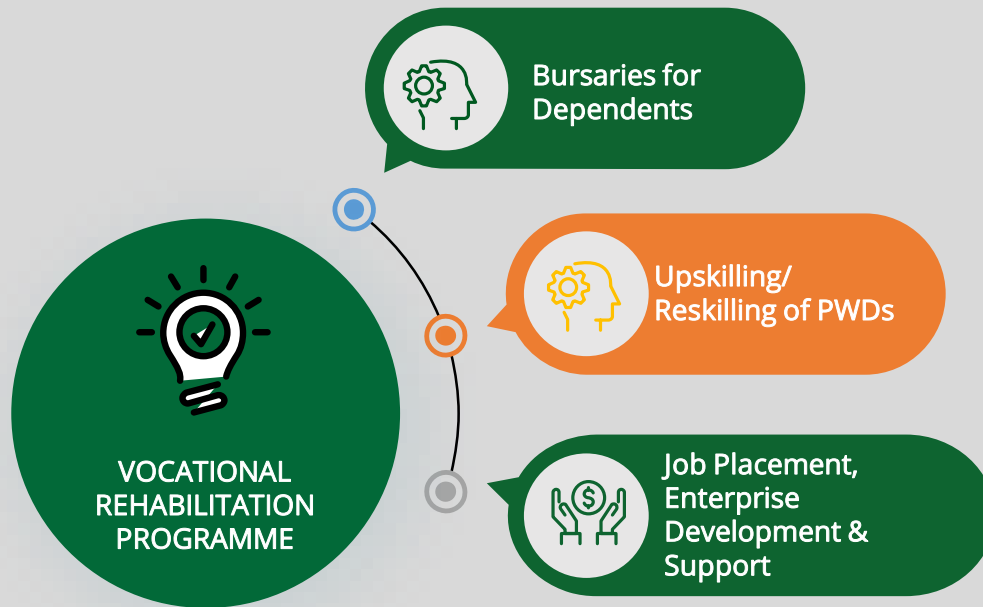 Bursaries for
Dependents
Upskilling/
Reskilling of PWDs
VOCATIONAL
REHABILITATION
PROGRAMME
Job Placement,
Enterprise
Development &
Support
$